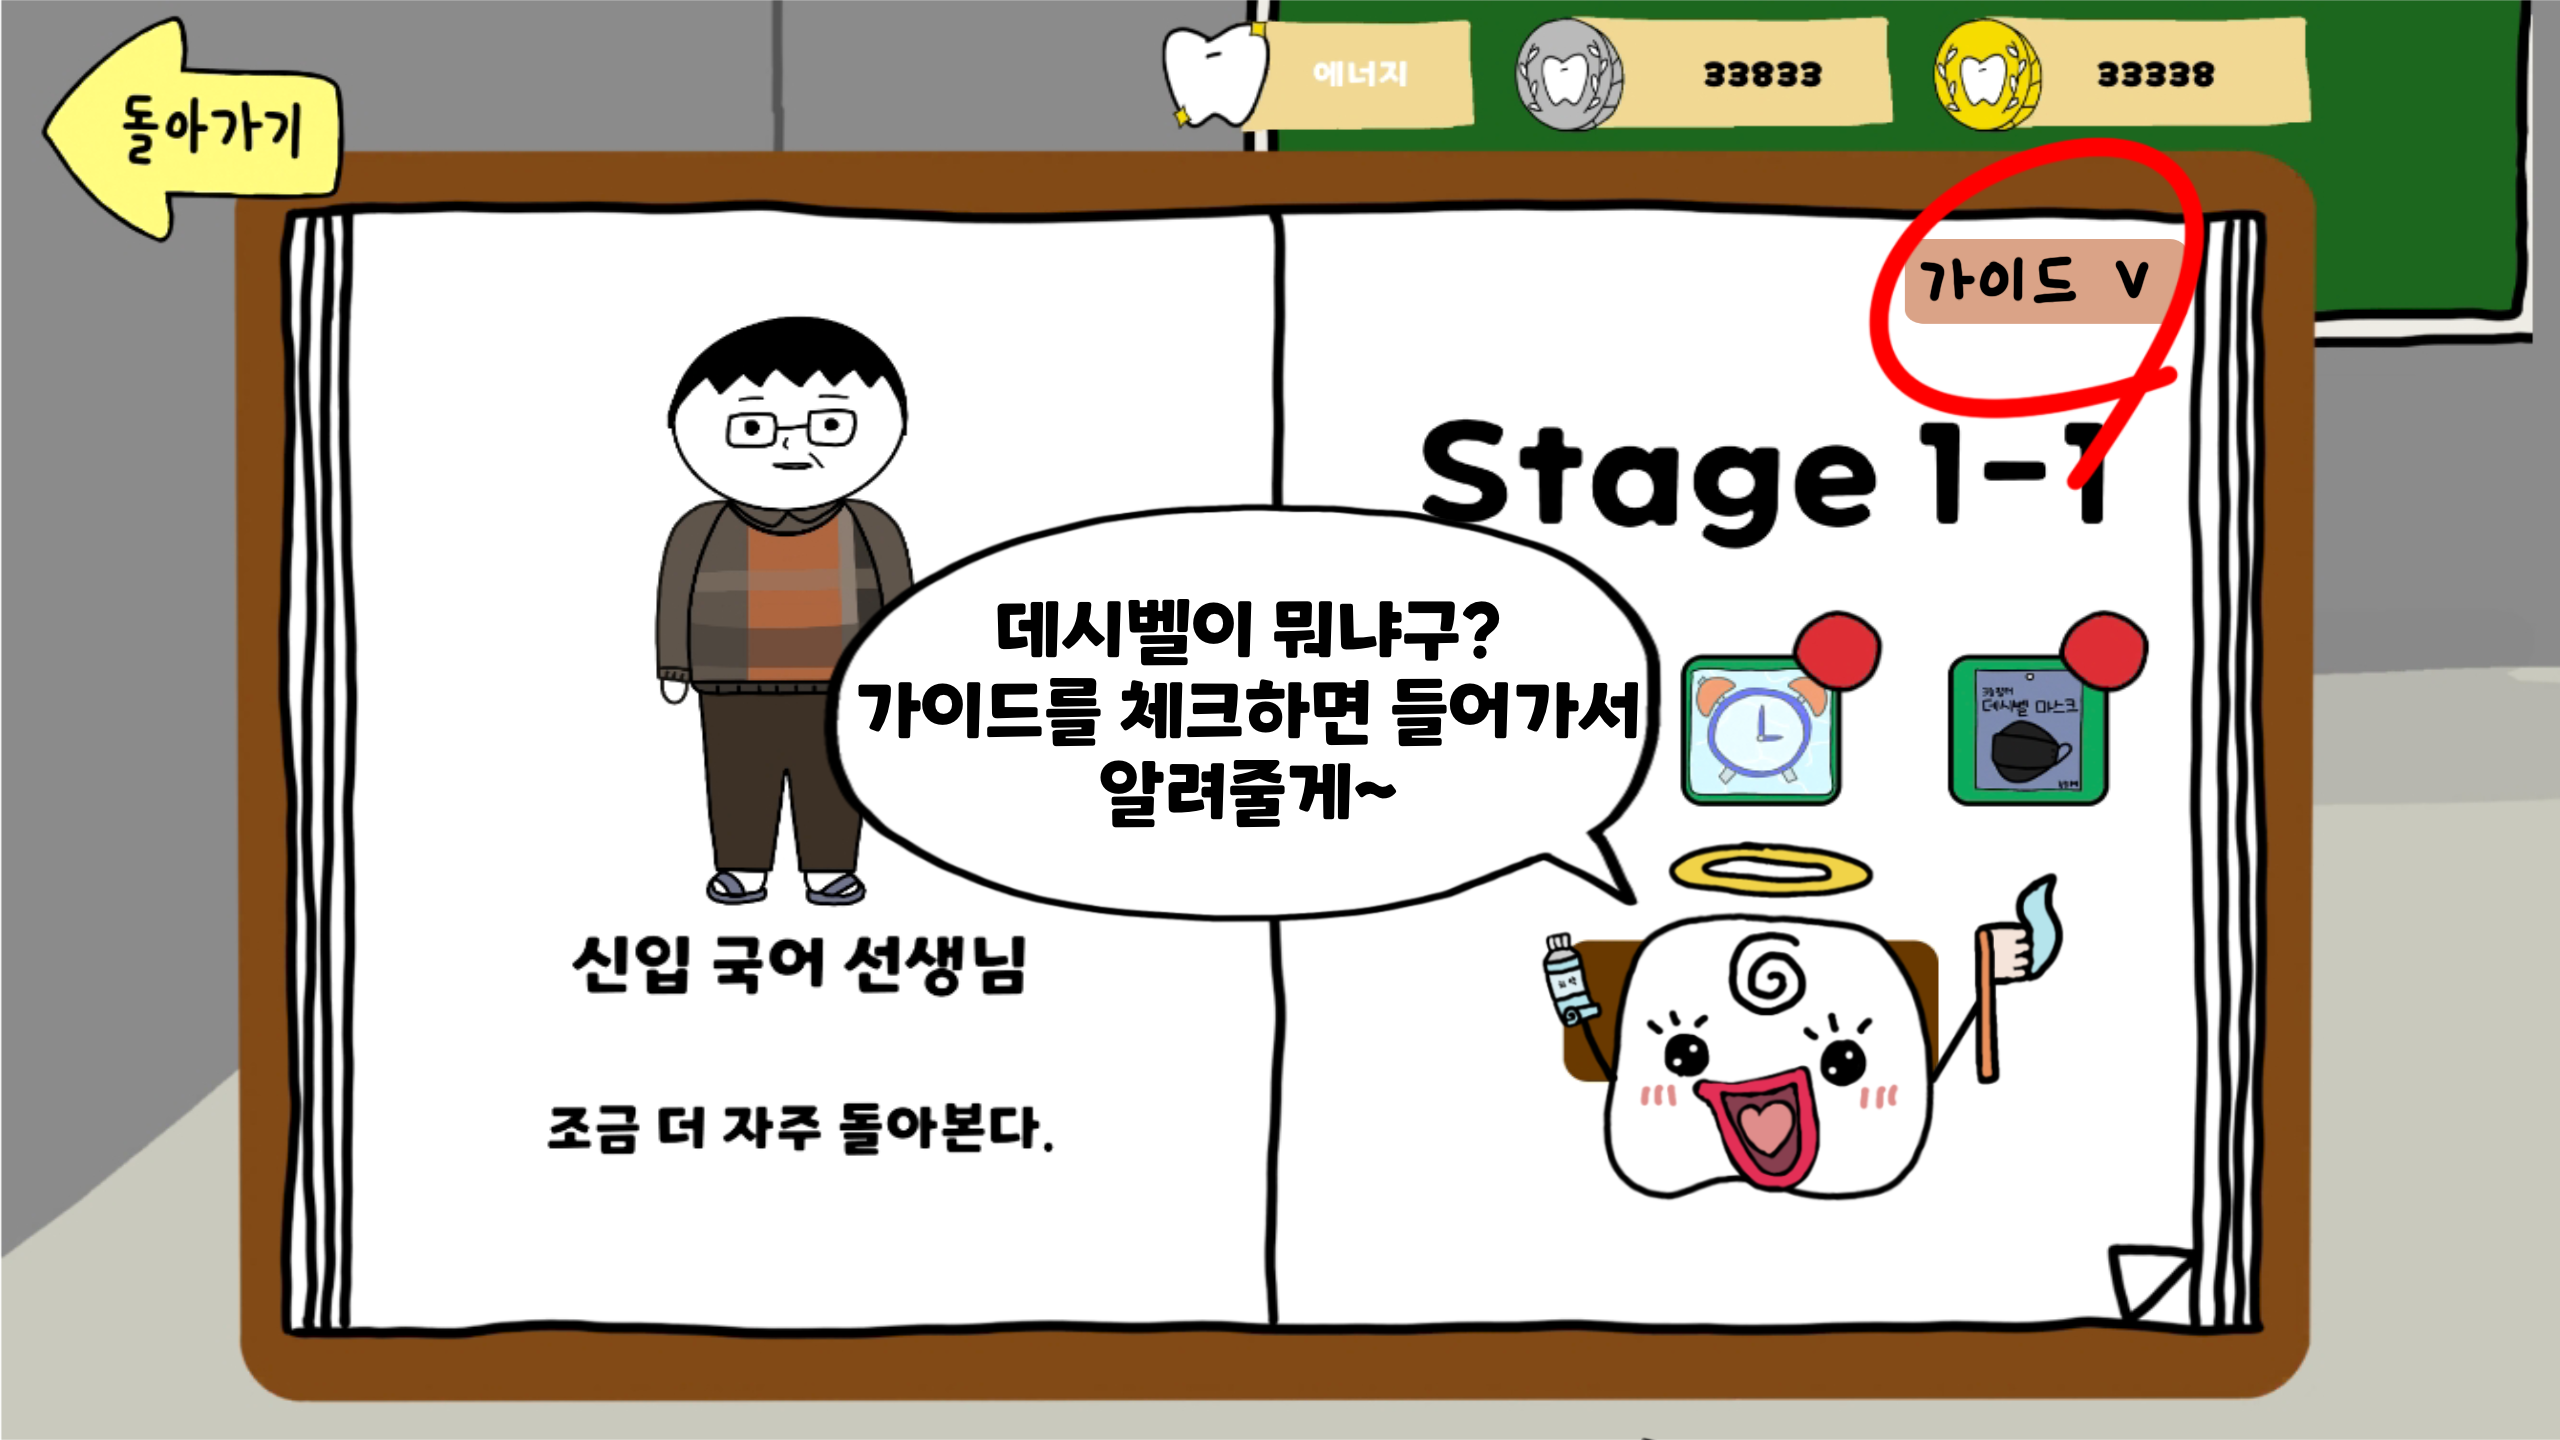 돌아가기
에너지
33833
33338
가이드 V
Stage 1-1
데시벨이 뭐냐구?
가이드를 체크하면 들어가서
알려줄게~
데시벨 마스크
신입 국어 선생님
조금 더 자주 돌아본다.